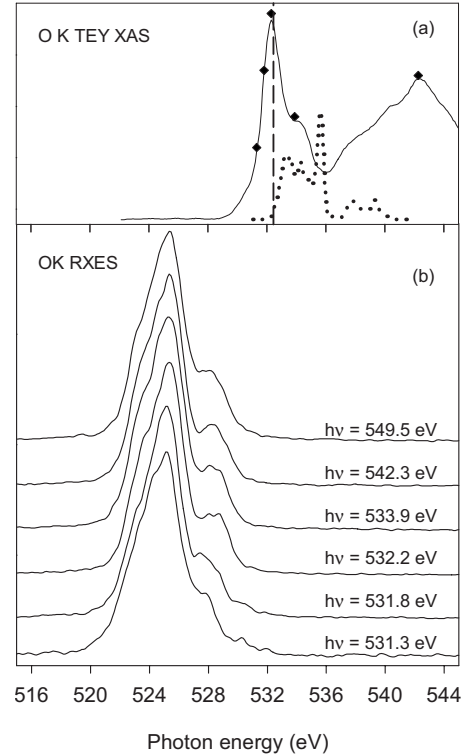 O K TEY XAS
(a)
OK RXES
(b)
hν = 549.5 eV
hν = 542.3 eV
hν = 533.9 eV
hν = 532.2 eV
hν = 531.8 eV
hν = 531.3 eV
516 520 524 528 532 536 540 544
Photon energy (eV)